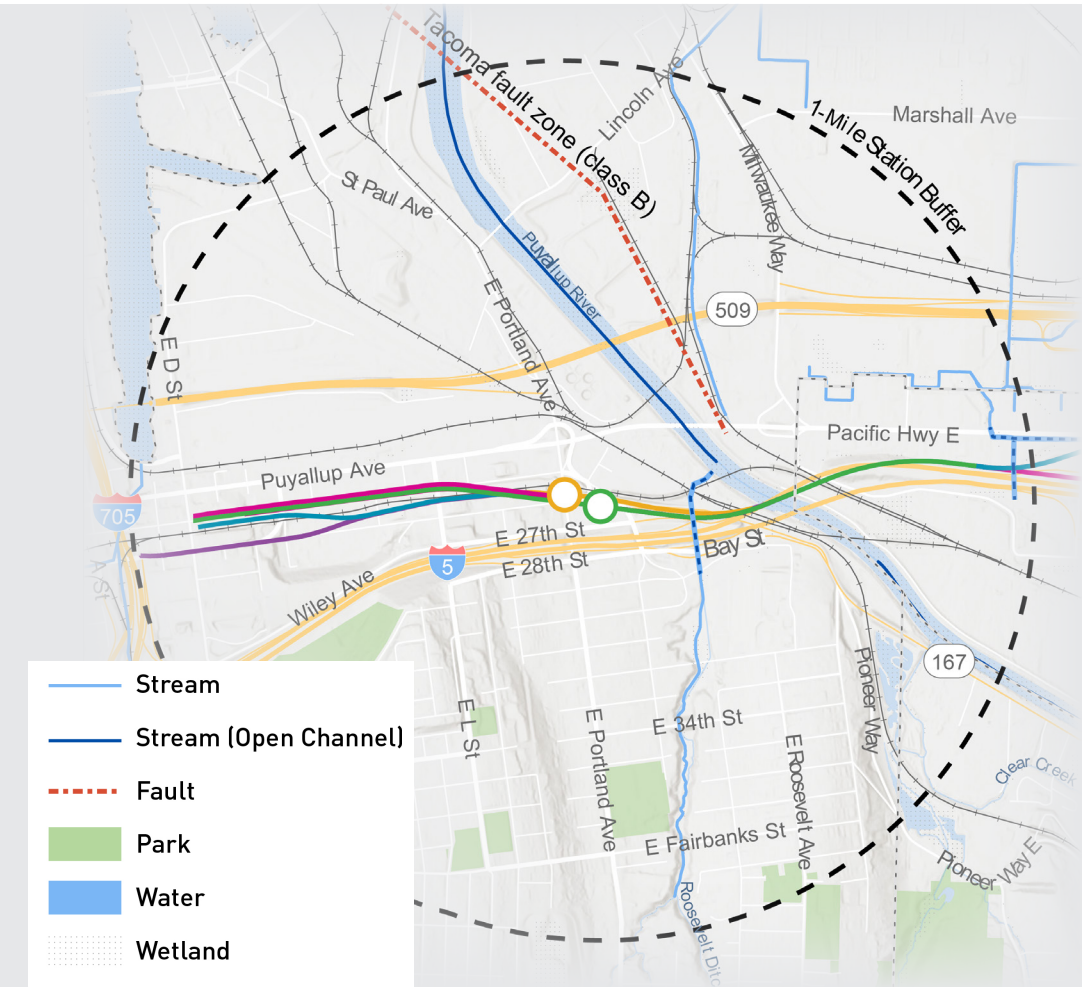 Tacoma fault zone (class B)
Lincoln Ave
Marshall Ave
1-Mile Station Buffer
Milwaukee Way
St Paul Ave
Puyallup River
E Portland Ave
509
E D St
Pacific Hwy E
Puyallup Ave
705
E 27th St
Bay St
5
E 28th St
A St
Wiley Ave
167
Pioneer Way
Stream
E L St
E Portland Ave
E 34th St
E Roosevelt Ave
Stream (Open Channel)
Clear Creek
Fault
E Fairbanks St
Park
Pioneer Way E
Water
Roosevelt Ditc
Wetland